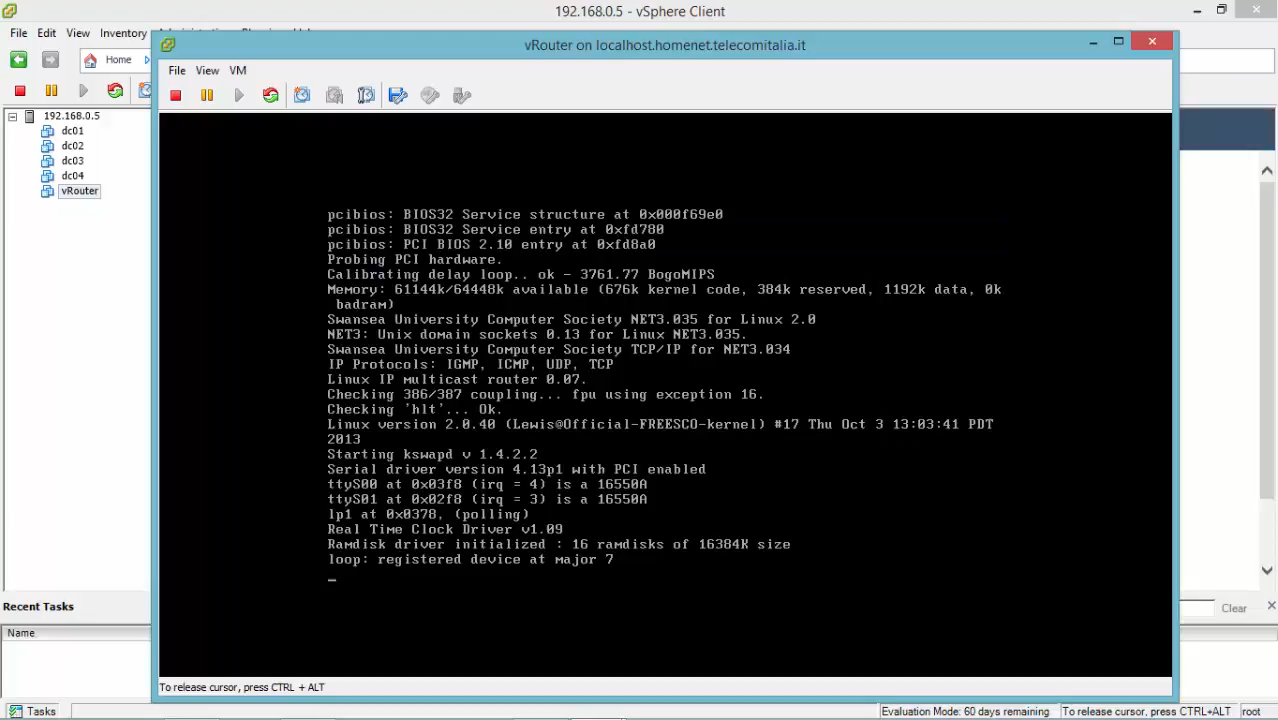 192.168.0.5 - vSphere Client
File Edit View Inventory
Home
192.168.0.5
dc01
dc02
dc03
dc04
vRouter
vRouter on localhost.homenet.telecomitalia.it
File View VM
pcibios: BIOS32 Service structure at 0x000f69e0
pcibios: BIOS32 Service entry at 0xfd780
pcibios: PCI BIOS 2.10 entry at 0xfd8a0
Probing PCI hardware.
Calibrating delay loop.. ok - 3761.77 BogoMIPS
Memory: 61144k/64448k available (676k kernel code, 384k reserved, 1192k data, 0k
badram)
Swansea University Computer Society NET3.035 for Linux 2.0
NET3: Unix domain sockets 0.13 for Linux NET3.035.
Swansea University Computer Society TCP/IP for NET3.034
IP Protocols: IGMP, ICMP, UDP, TCP
Linux IP multicast router 0.07.
Checking 386/387 coupling... fpu using exception 16.
Checking 'hlt'... Ok.
Linux version 2.0.40 (Lewis@Official-FREESCO-kernel) #17 Thu Oct 3 13:03:41 PDT
2013
Starting kswapd v 1.4.2.2
Serial driver version 4.13p1 with PCI enabled
ttyS00 at 0x03f8 (irq = 4) is a 16550A
ttyS01 at 0x02f8 (irq = 3) is a 16550A
lp1 at 0x0378, (polling)
Real Time Clock Driver v1.09
Ramdisk driver initialized : 16 ramdisks of 16384K size
loop: registered device at major 7
_
To release cursor, press CTRL + ALT
Recent Tasks
Name
Clear
Tasks
Evaluation Mode: 60 days remaining
To release cursor, press CTRL+ALT
root